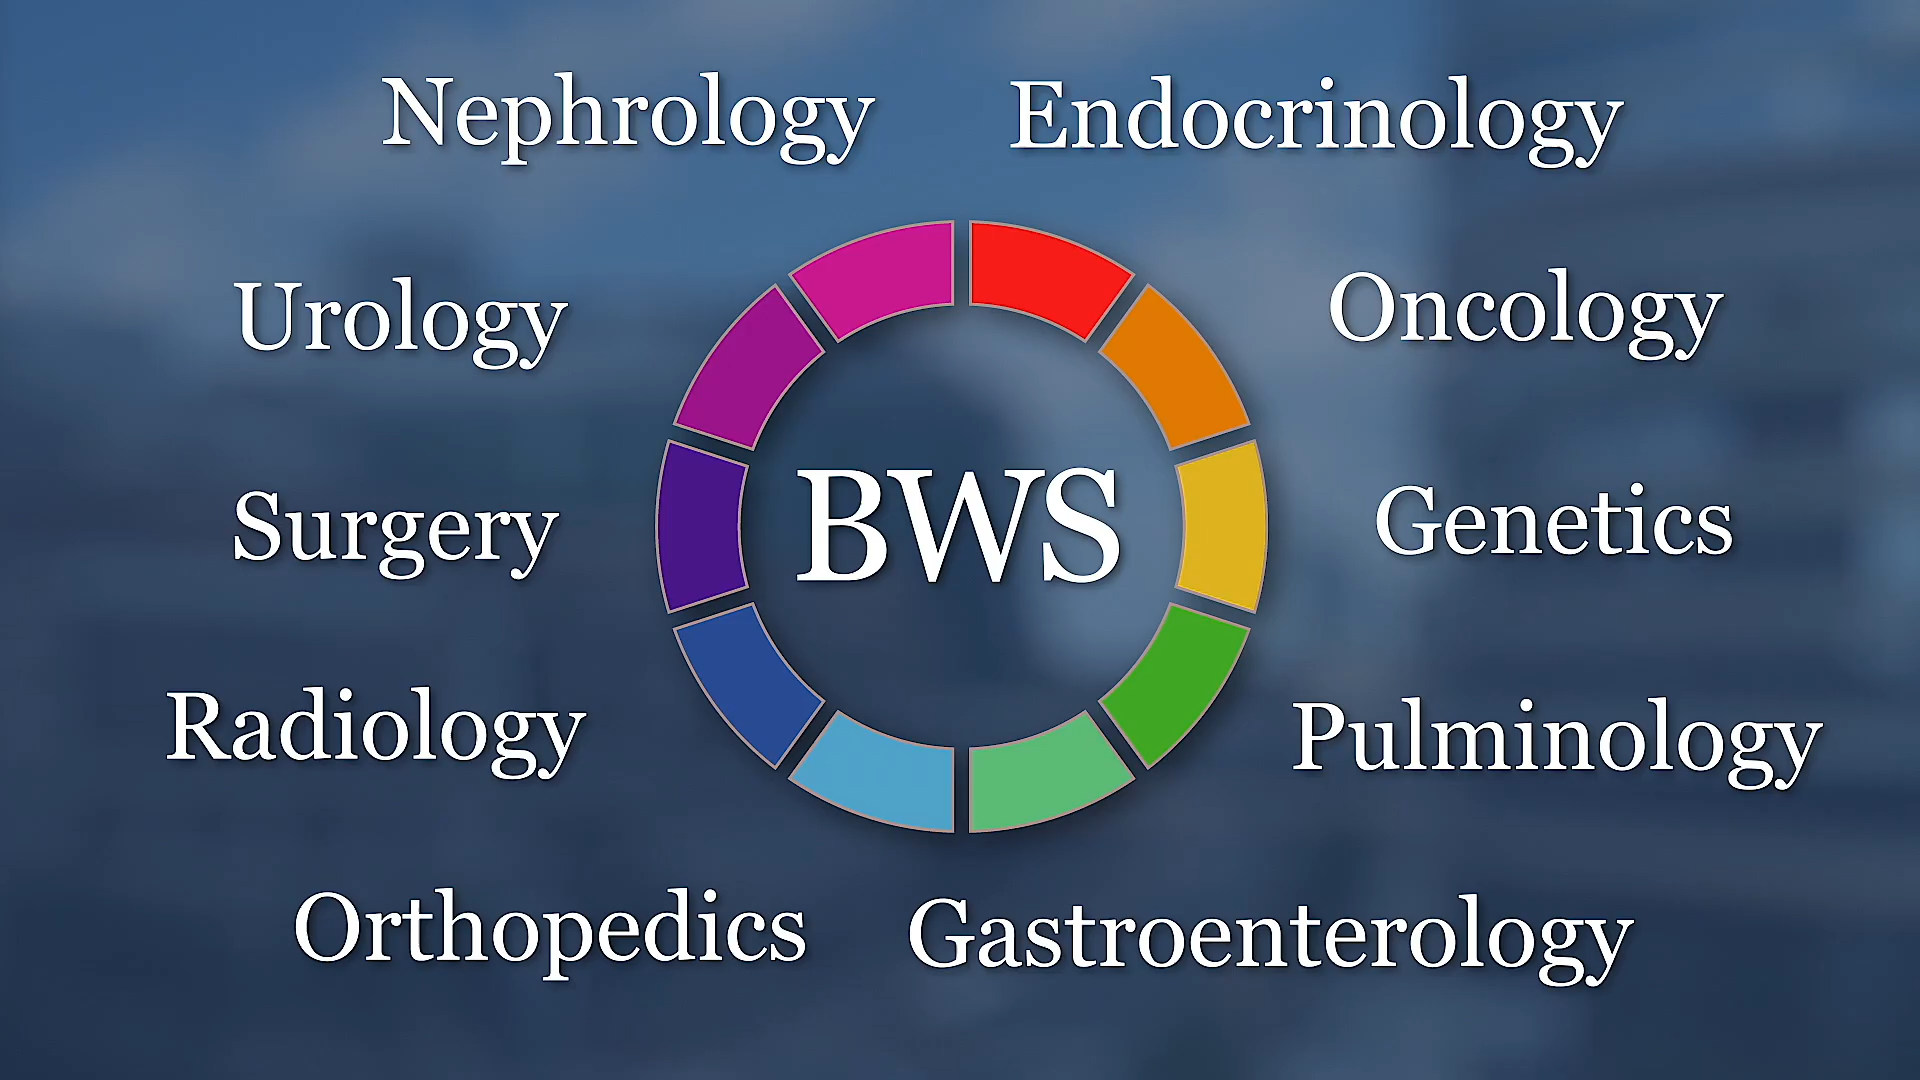 Nephrology
Endocrinology
Urology
Oncology
Surgery
BWS
Genetics
Radiology
Pulminology
Orthopedics
Gastroenterology